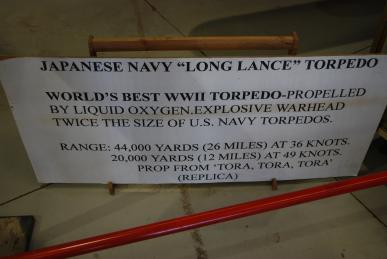 JAPANESE NAVY “LONG LANCE” TORPEDO
WORLD'S BEST WWII TORPEDO-PROPELLED
BY LIQUID OXYGEN.EXPLOSIVE WARHEAD
TWICE THE SIZE OF U.S. NAVY TORPEDOS.
RANGE: 44,000 YARDS (26 MILES) AT 36 KNOTS.
20,000 YARDS (12 MILES) AT 49 KNOTS.
PROP FROM ‘TORA, TORA, TORA’
(REPLICA)